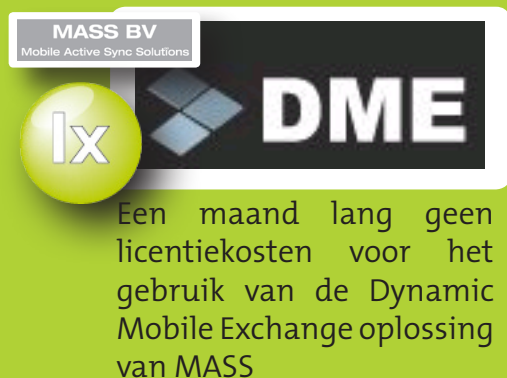 MASS BV
Mobile Active Sync Solutions
1x
DME
Een maand lang geen
licentiekosten voor het
gebruik van de Dynamic
Mobile Exchange oplossing
van MASS